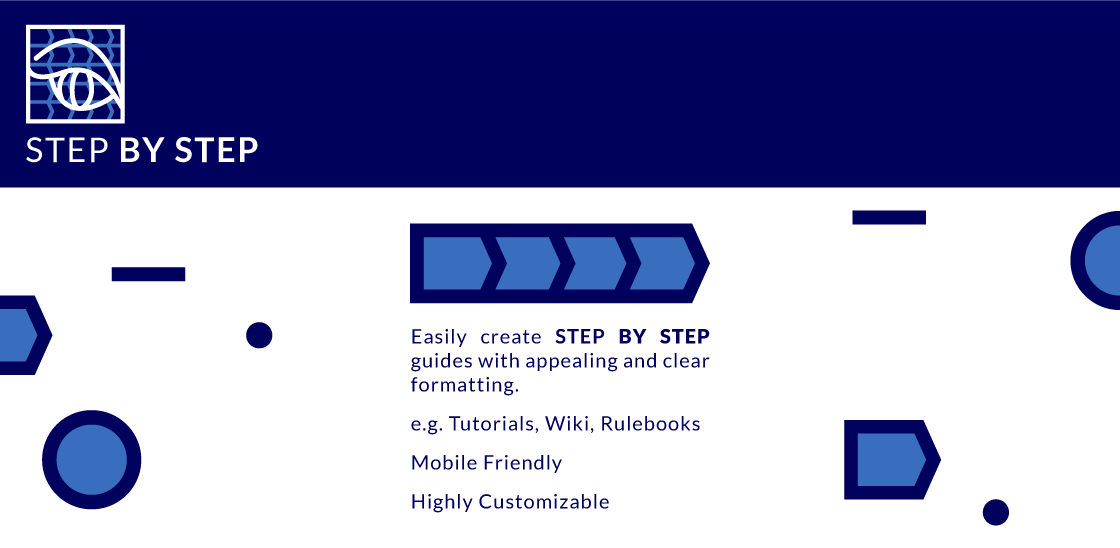 STEP BY STEP
Easily create STEP BY STEP
guides with appealing and clear
formatting.
e.g. Tutorials, Wiki, Rulebooks
Mobile Friendly
Highly Customizable